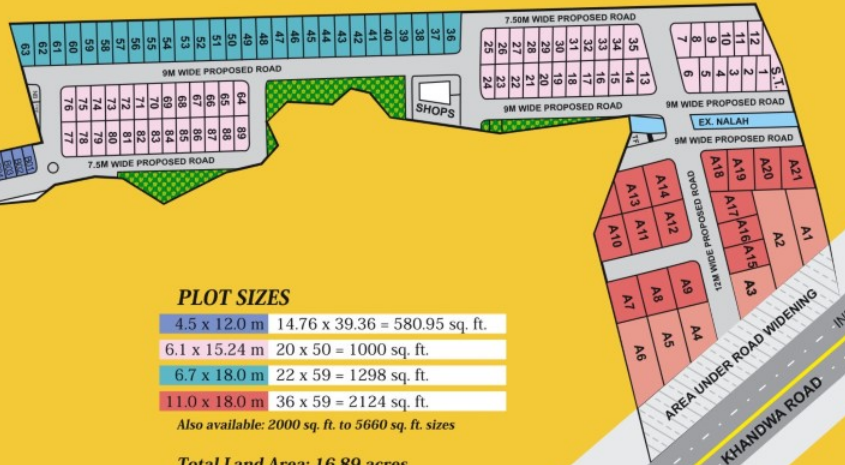 7.50M WIDE PROPOSED ROAD
63 62 61 60 59 58 57 56 55 54 53 52 51 50 49 48 47 46 45 44 43 42 41 40 39 38 37 36
25 26 27 28 29 30 31 32 33 34 35
7 8 9 10 11 12
9M WIDE PROPOSED ROAD
24 23 22 21 20 19 18 17 16 15 14 13
6 5 4 3 2 1 S.T.
76 75 74 73 72 71 70 69 68 67 66 65 64
SHOPS
9M WIDE PROPOSED ROAD
9M WIDE PROPOSED ROAD
EX. NALAH
77 78 79 80 81 82 83 84 85 86 87 88 89
9M WIDE PROPOSED ROAD
7.5M WIDE PROPOSED ROAD
TF
A18 A19 A20 A21
A13 A14
A10 A11 A12
12M WIDE PROPOSED ROAD
A17 A16 A15
A2 A1
A3
A7 A8 A9
A6 A5 A4
AREA UNDER ROAD WIDENING
KHANDWA ROAD
PLOT SIZES
4.5 x 12.0 m 14.76 x 39.36 = 580.95 sq. ft.
6.1 x 15.24 m 20 x 50 = 1000 sq. ft.
6.7 x 18.0 m 22 x 59 = 1298 sq. ft.
11.0 x 18.0 m 36 x 59 = 2124 sq. ft.
Also available: 2000 sq. ft. to 5660 sq. ft. sizes
Total Land Area: 16.89 acres